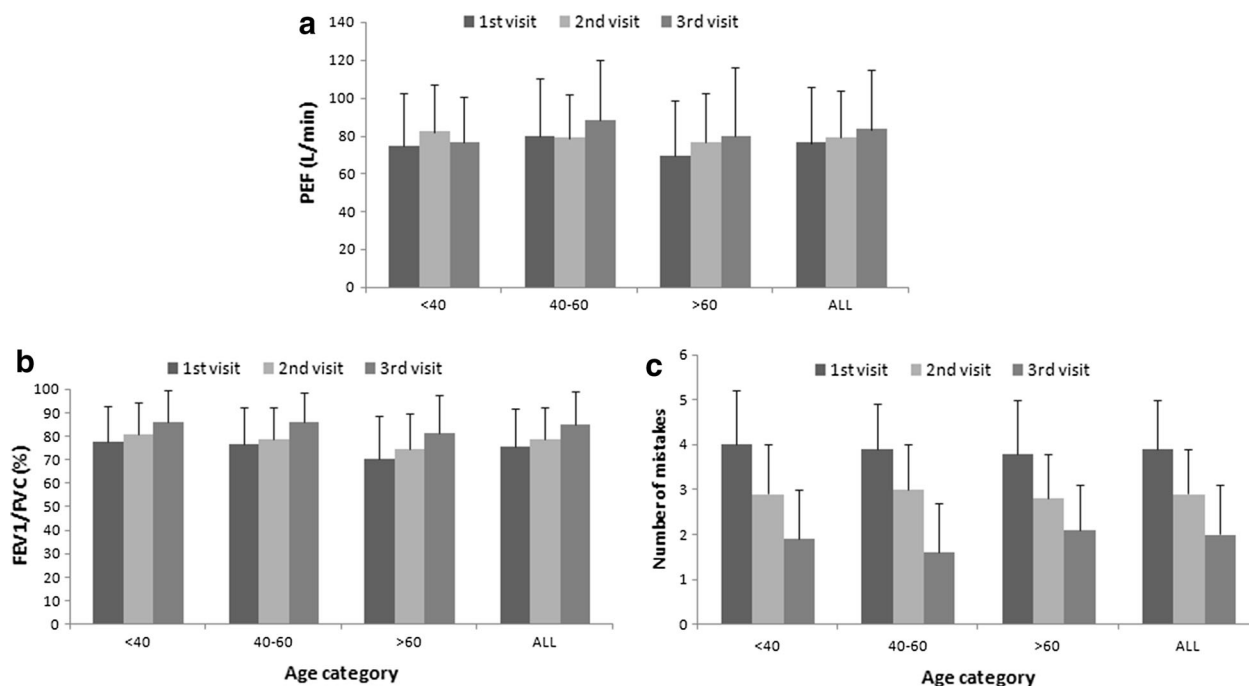 a
1st visit 2nd visit 3rd visit
PEF (L/min)
140
120
100
80
60
40
20
0
<40 40-60 >60 ALL
b
1st visit 2nd visit 3rd visit
FEV1/FVC (%)
100
90
80
70
60
50
40
30
20
10
0
<40 40-60 >60 ALL
Age category
c
1st visit 2nd visit 3rd visit
Number of mistakes
6
5
4
3
2
1
0
<40 40-60 >60 ALL
Age category